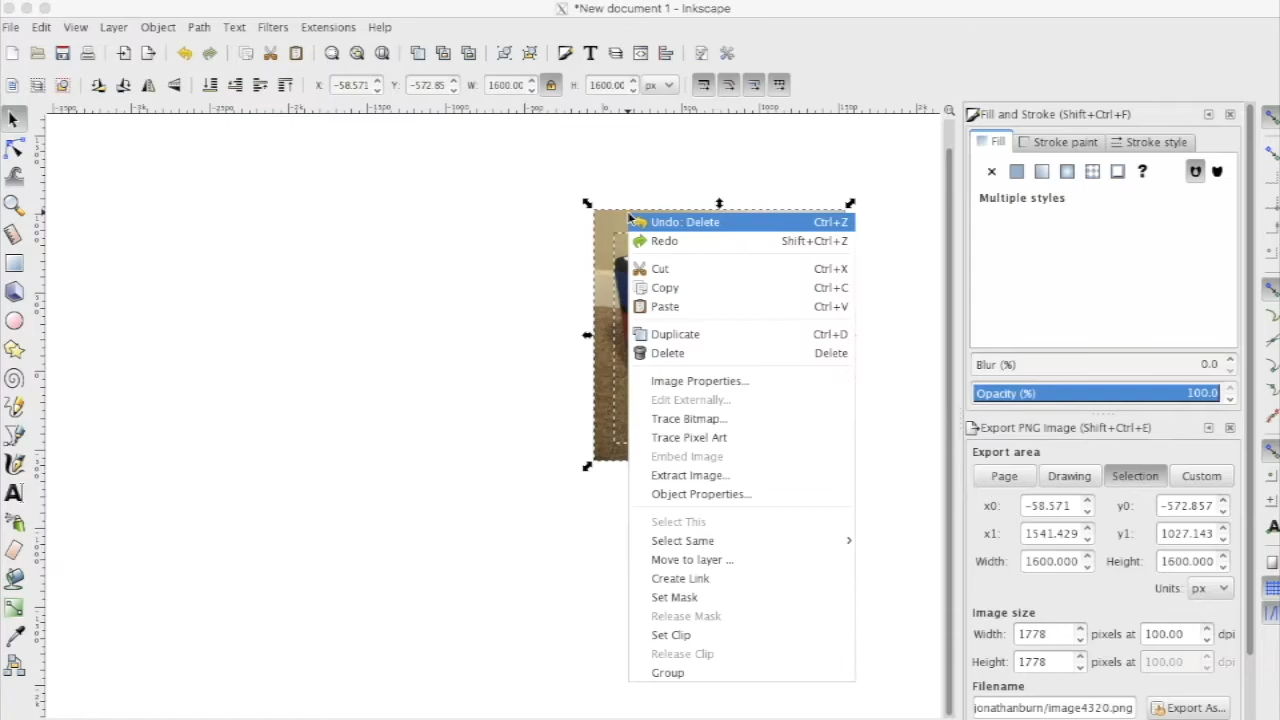 *New document 1 - Inkscape
File Edit View Layer Object Path Text Filters Extensions Help
X: -58.571 Y: -572.85 W: 1600.00 H: 1600.00 px
Fill and Stroke (Shift+Ctrl+F)
Fill Stroke paint Stroke style
?
Multiple styles
Blur (%) 0.0
Opacity (%) 100.0
Export PNG Image (Shift+Ctrl+E)
Export area
Page Drawing Selection Custom
x0: -58.571 y0: -572.857
x1: 1541.429 y1: 1027.143
Width: 1600.000 Height: 1600.000
Units: px
Image size
Width: 1778 pixels at 100.00 dpi
Height: 1778 pixels at 100.00 dpi
Filename
jonathanburn/image4320.png Export As...
Undo: Delete Ctrl+Z
Redo Shift+Ctrl+Z
Cut Ctrl+X
Copy Ctrl+C
Paste Ctrl+V
Duplicate Ctrl+D
Delete Delete
Image Properties...
Edit Externally...
Trace Bitmap...
Trace Pixel Art
Embed Image
Extract Image...
Object Properties...
Select This
Select Same
Move to layer ...
Create Link
Set Mask
Release Mask
Set Clip
Release Clip
Group